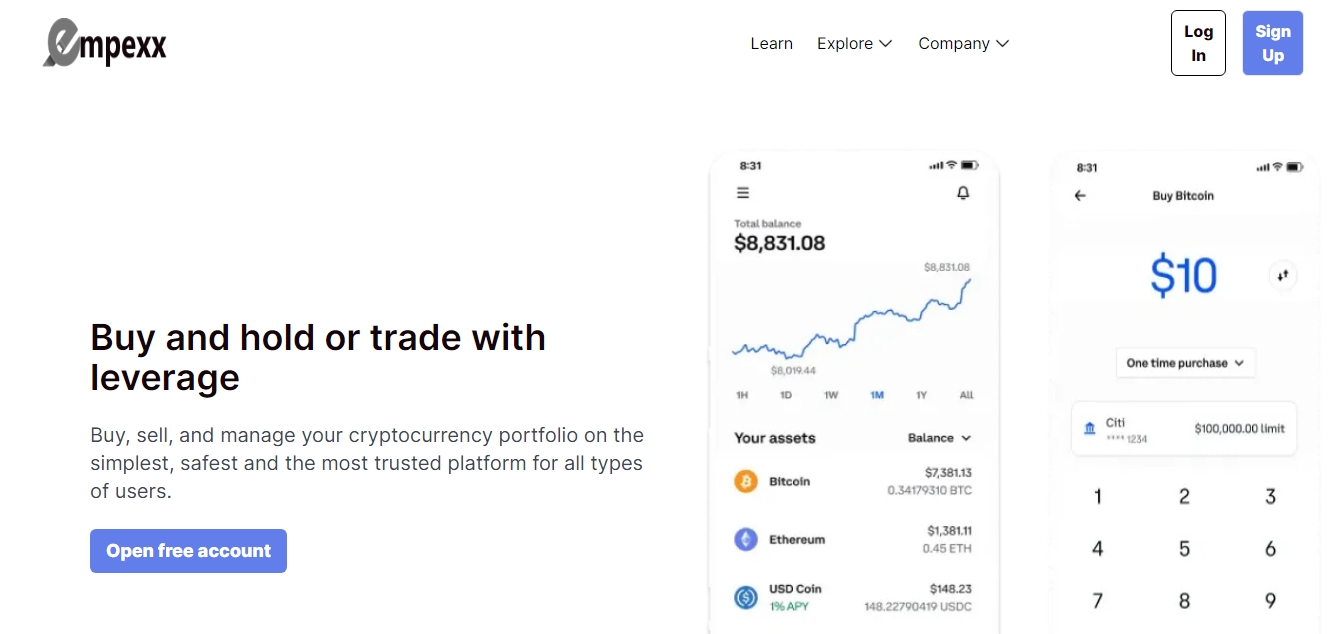 empexx
Learn Explore Company
Log In
Sign Up
Buy and hold or trade with
leverage
Buy, sell, and manage your cryptocurrency portfolio on the
simplest, safest and the most trusted platform for all types
of users.
Open free account
8:31
Total balance
$8,831.08
$8,831.08
$8,019.44
1H 1D 1W 1M 1Y All
Your assets Balance
Bitcoin $7,381.13
0.34179310 BTC
Ethereum $1,381.11
0.45 ETH
USD Coin $148.23
1% APY 148.22790419 USDC
8:31
Buy Bitcoin
$10
One time purchase
Citi $100,000.00 limit
**** 1234
1 2 3
4 5 6
7 8 9